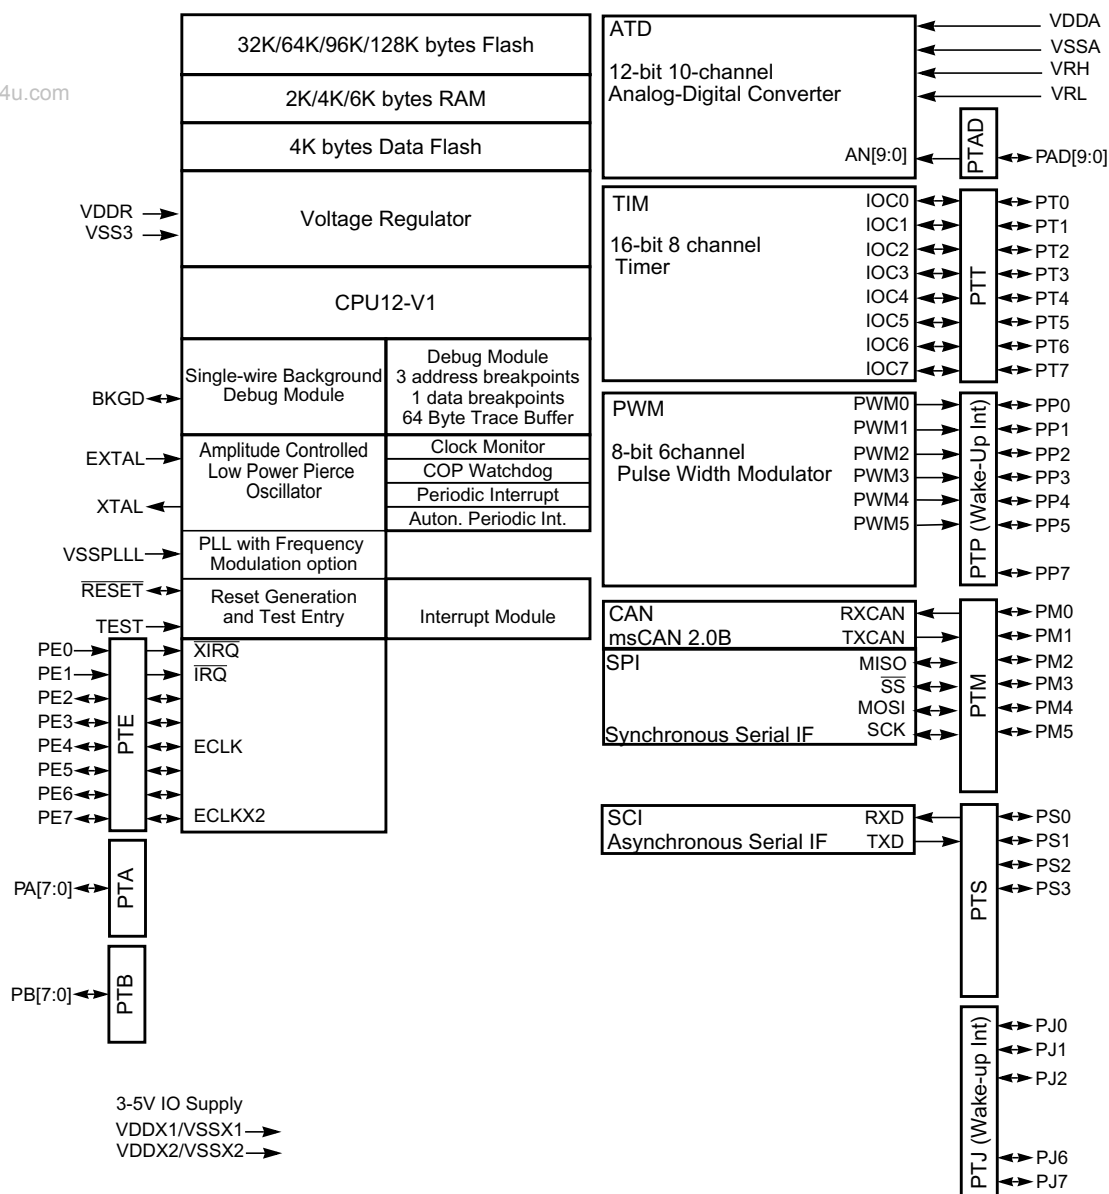 4u.com
32K/64K/96K/128K bytes Flash
2K/4K/6K bytes RAM
4K bytes Data Flash
VDDR
VSS3
Voltage Regulator
CPU12-V1
BKGD
Single-wire Background
Debug Module
Debug Module
3 address breakpoints
1 data breakpoints
64 Byte Trace Buffer
EXTAL
XTAL
Amplitude Controlled
Low Power Pierce
Oscillator
Clock Monitor
COP Watchdog
Periodic Interrupt
Auton. Periodic Int.
VSSPLLL
PLL with Frequency
Modulation option
RESET
TEST
Reset Generation
and Test Entry
Interrupt Module
PE0
PE1
PE2
PE3
PE4
PE5
PE6
PE7
PTE
XIRQ
IRQ
ECLK
ECLKX2
PA[7:0]
PTA
PB[7:0]
PTB
3-5V IO Supply
VDDX1/VSSX1
VDDX2/VSSX2
ATD
12-bit 10-channel
Analog-Digital Converter
AN[9:0]
VDDA
VSSA
VRH
VRL
PTAD
PAD[9:0]
TIM
16-bit 8 channel
Timer
IOC0
IOC1
IOC2
IOC3
IOC4
IOC5
IOC6
IOC7
PTT
PT0
PT1
PT2
PT3
PT4
PT5
PT6
PT7
PWM
8-bit 6channel
Pulse Width Modulator
PWM0
PWM1
PWM2
PWM3
PWM4
PWM5
PTP (Wake-Up Int)
PP0
PP1
PP2
PP3
PP4
PP5
PP7
CAN
msCAN 2.0B
RXCAN
TXCAN
SPI
Synchronous Serial IF
MISO
SS
MOSI
SCK
PTM
PM0
PM1
PM2
PM3
PM4
PM5
SCI
Asynchronous Serial IF
RXD
TXD
PTS
PS0
PS1
PS2
PS3
PTJ (Wake-up Int)
PJ0
PJ1
PJ2
PJ6
PJ7